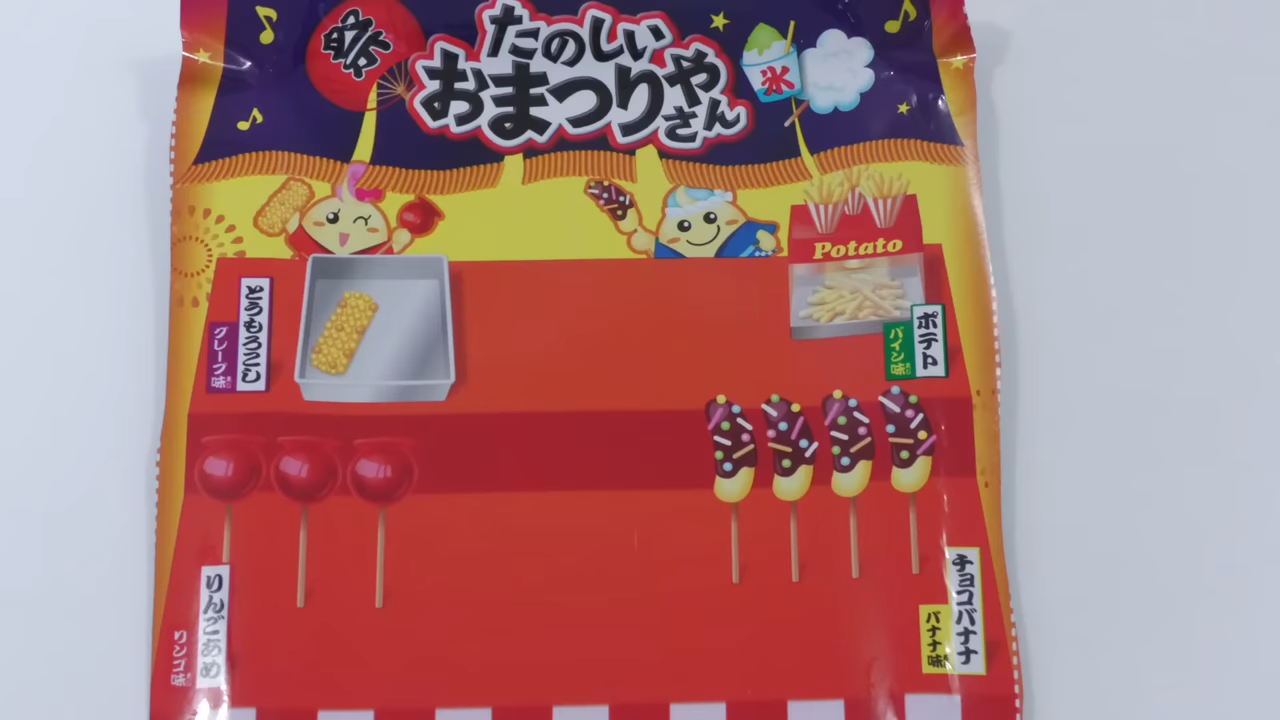 祭
たのしい
おまつりやさん
氷
Potato
とうもろこし
グレープ味
ポテト
パイン味
りんごあめ
リンゴ味
チョコバナナ
バナナ味